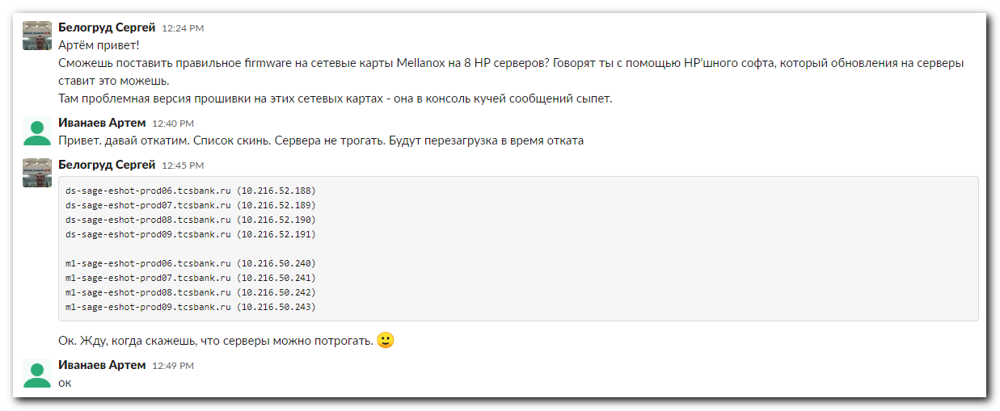 Белогруд Сергей 12:24 PM
Артём привет!
Сможешь поставить правильное firmware на сетевые карты Mellanox на 8 HP серверов? Говорят ты с помощью HP'шного софта, который обновления на серверы
ставит это можешь.
Там проблемная версия прошивки на этих сетевых картах - она в консоль кучей сообщений сыпет.
Иванаев Артем 12:40 PM
Привет. давай откатим. Список скинь. Сервера не трогать. Будут перезагрузка в время отката
Белогруд Сергей 12:45 PM
ds-sage-eshot-prod06.tcsbank.ru (10.216.52.188)
ds-sage-eshot-prod07.tcsbank.ru (10.216.52.189)
ds-sage-eshot-prod08.tcsbank.ru (10.216.52.190)
ds-sage-eshot-prod09.tcsbank.ru (10.216.52.191)
m1-sage-eshot-prod06.tcsbank.ru (10.216.50.240)
m1-sage-eshot-prod07.tcsbank.ru (10.216.50.241)
m1-sage-eshot-prod08.tcsbank.ru (10.216.50.242)
m1-sage-eshot-prod09.tcsbank.ru (10.216.50.243)
Ок. Жду, когда скажешь, что серверы можно потрогать. 🙂
Иванаев Артем 12:49 PM
ок